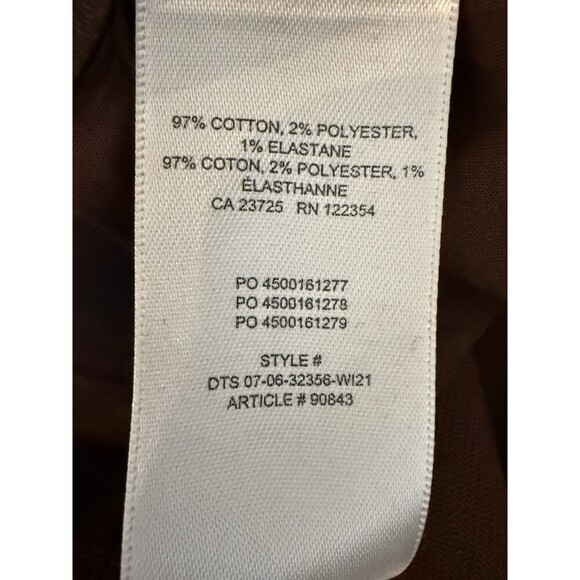 97% COTTON, 2% POLYESTER,
1% ELASTANE
97% COTON, 2% POLYESTER, 1%
ÉLASTHANNE
CA 23725 RN 122354
PO 4500161277
PO 4500161278
PO 4500161279
STYLE #
DTS 07-06-32356-WI21
ARTICLE # 90843